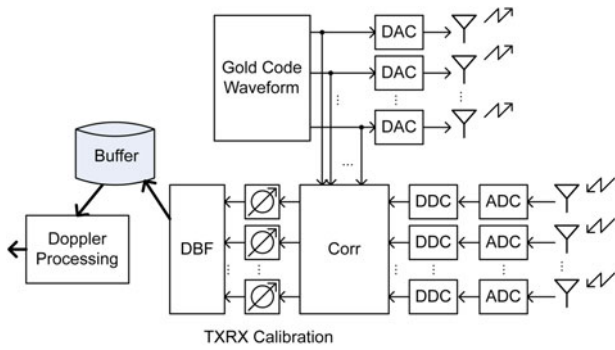 Gold Code
Waveform
DAC
DAC
DAC
Buffer
Doppler
Processing
DBF
Corr
DDC
ADC
DDC
ADC
DDC
ADC
TXRX Calibration